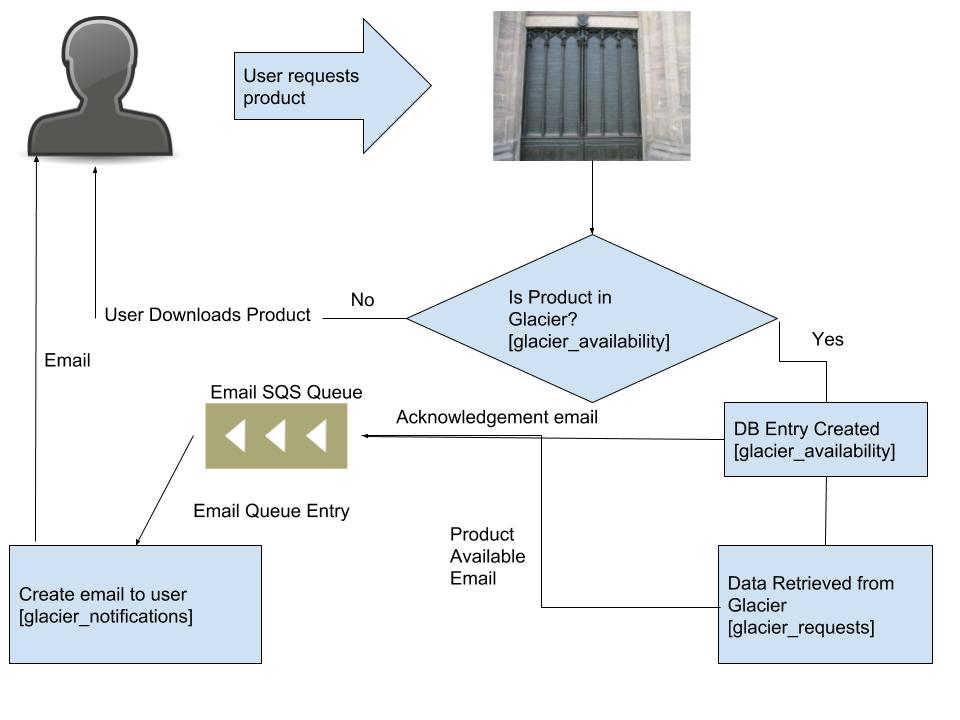 User requests
product
Is Product in
Glacier?
[glacier_availability]
No
User Downloads Product
Yes
Email
Email SQS Queue
Acknowledgement email
DB Entry Created
[glacier_availability]
Email Queue Entry
Product
Available
Email
Create email to user
[glacier_notifications]
Data Retrieved from
Glacier
[glacier_requests]